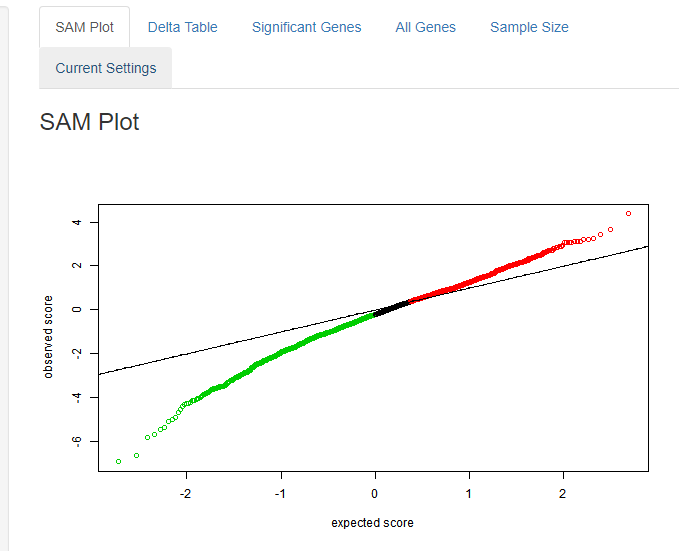 SAM Plot Delta Table Significant Genes All Genes Sample Size
Current Settings
SAM Plot
4
2
0
-2
-4
-6
observed score
-2 -1 0 1 2
expected score